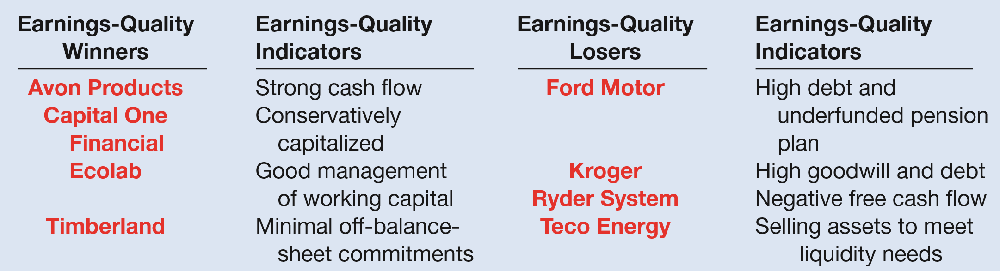 Earnings-Quality Winners
Earnings-Quality Indicators
Earnings-Quality Losers
Earnings-Quality Indicators
Avon Products
Strong cash flow
Ford Motor
High debt and
underfunded pension
plan
Capital One
Financial
Conservatively
capitalized
Ecolab
Good management
of working capital
Kroger
High goodwill and debt
Ryder System
Negative free cash flow
Timberland
Minimal off-balance-
sheet commitments
Teco Energy
Selling assets to meet
liquidity needs